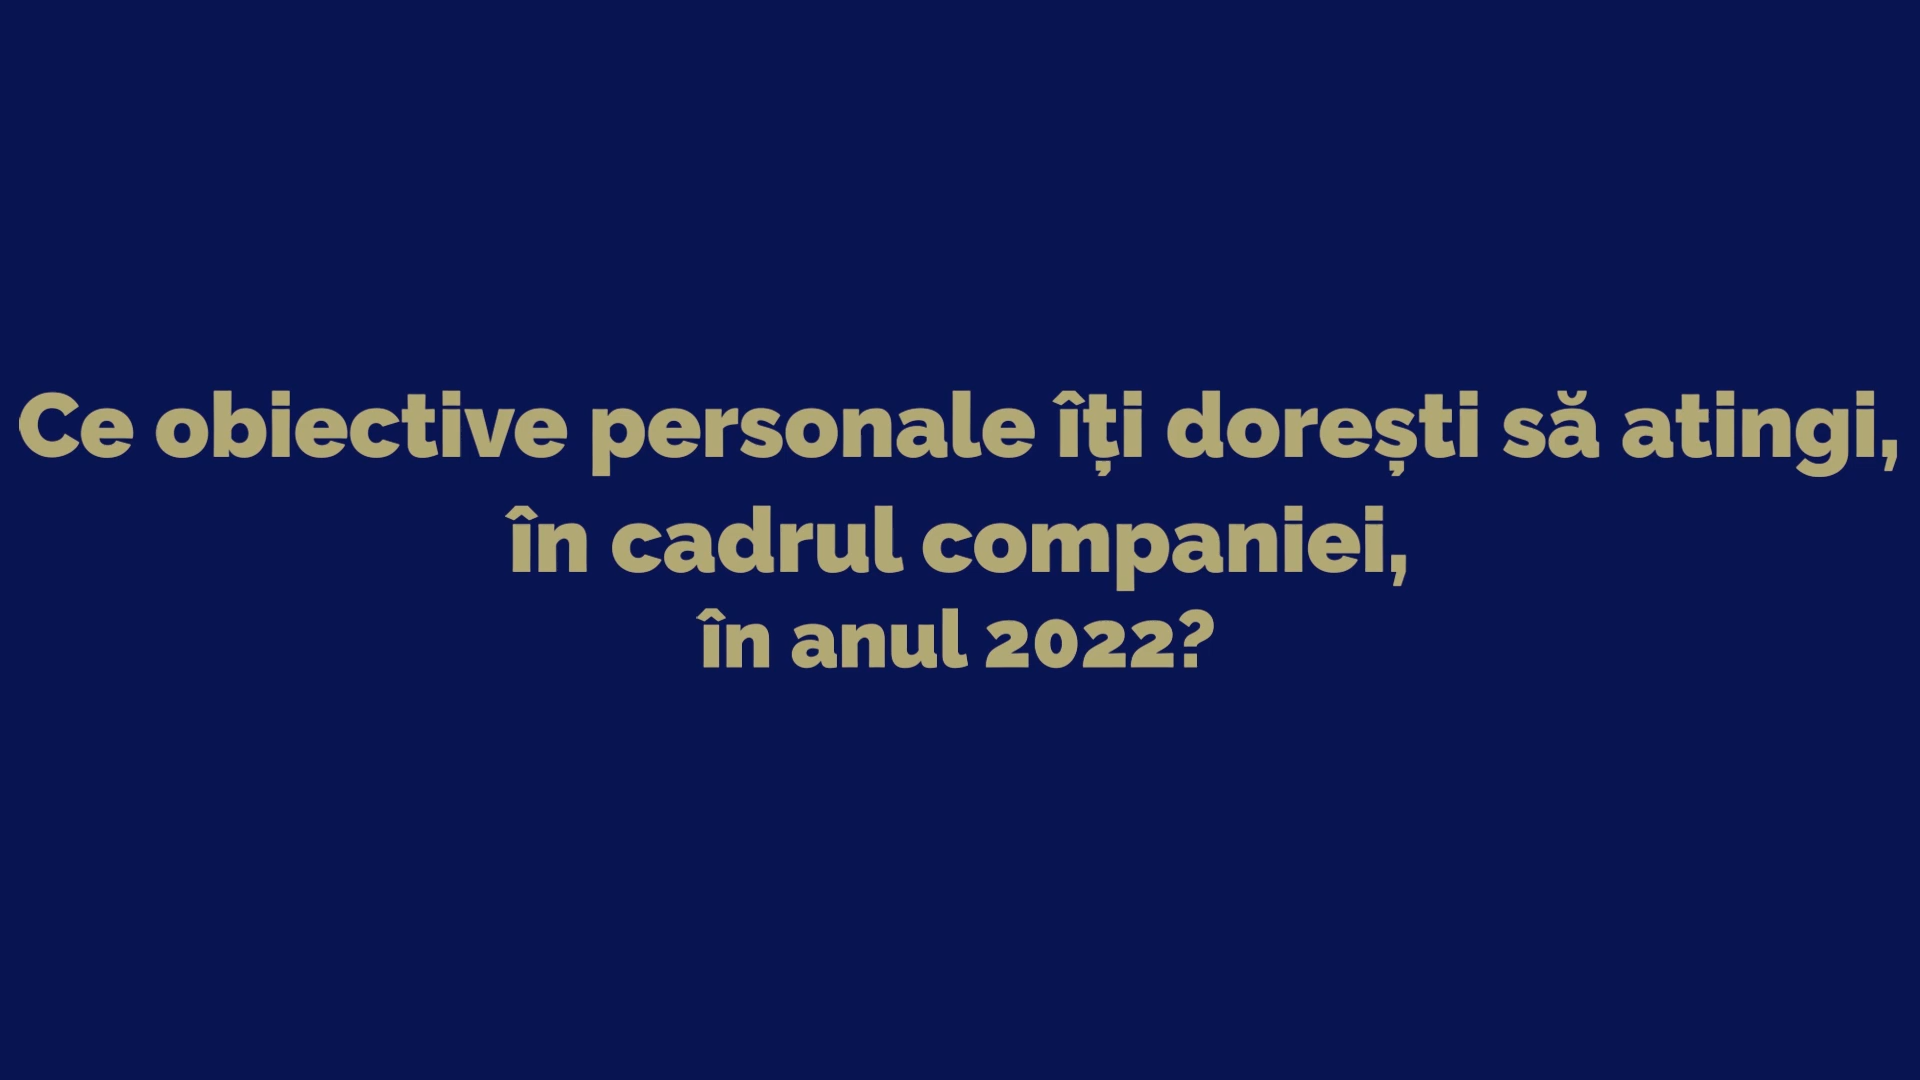 Ce obiective personale îți dorești să atingi,
în cadrul companiei,
în anul 2022?